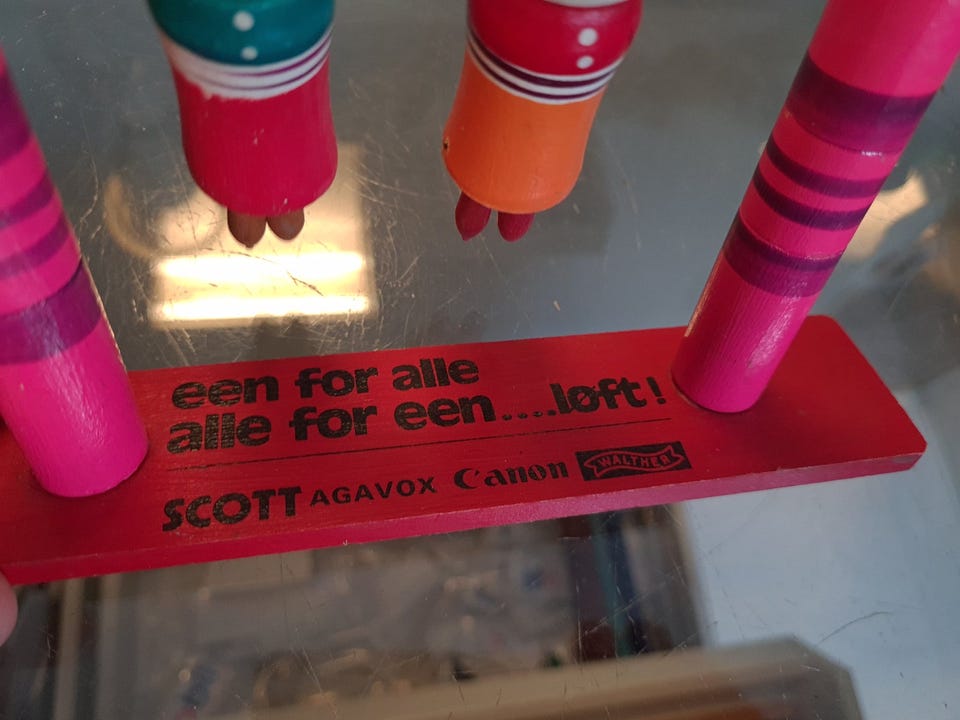 een for alle
alle for een....løft!
SCOTT AGAVOX Canon WALTHER